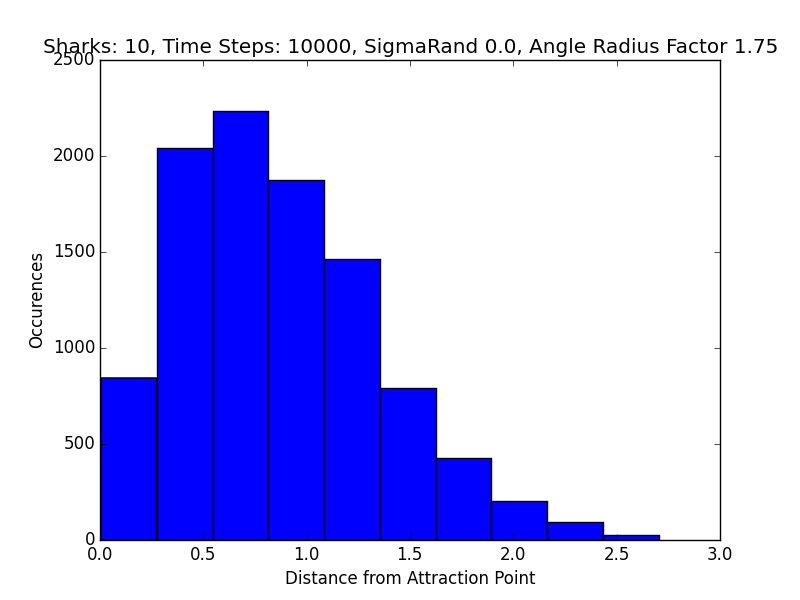 Sharks: 10, Time Steps: 10000, SigmaRand 0.0, Angle Radius Factor 1.75
2500
2000
1500
1000
500
0
Occurences
0.0 0.5 1.0 1.5 2.0 2.5 3.0
Distance from Attraction Point